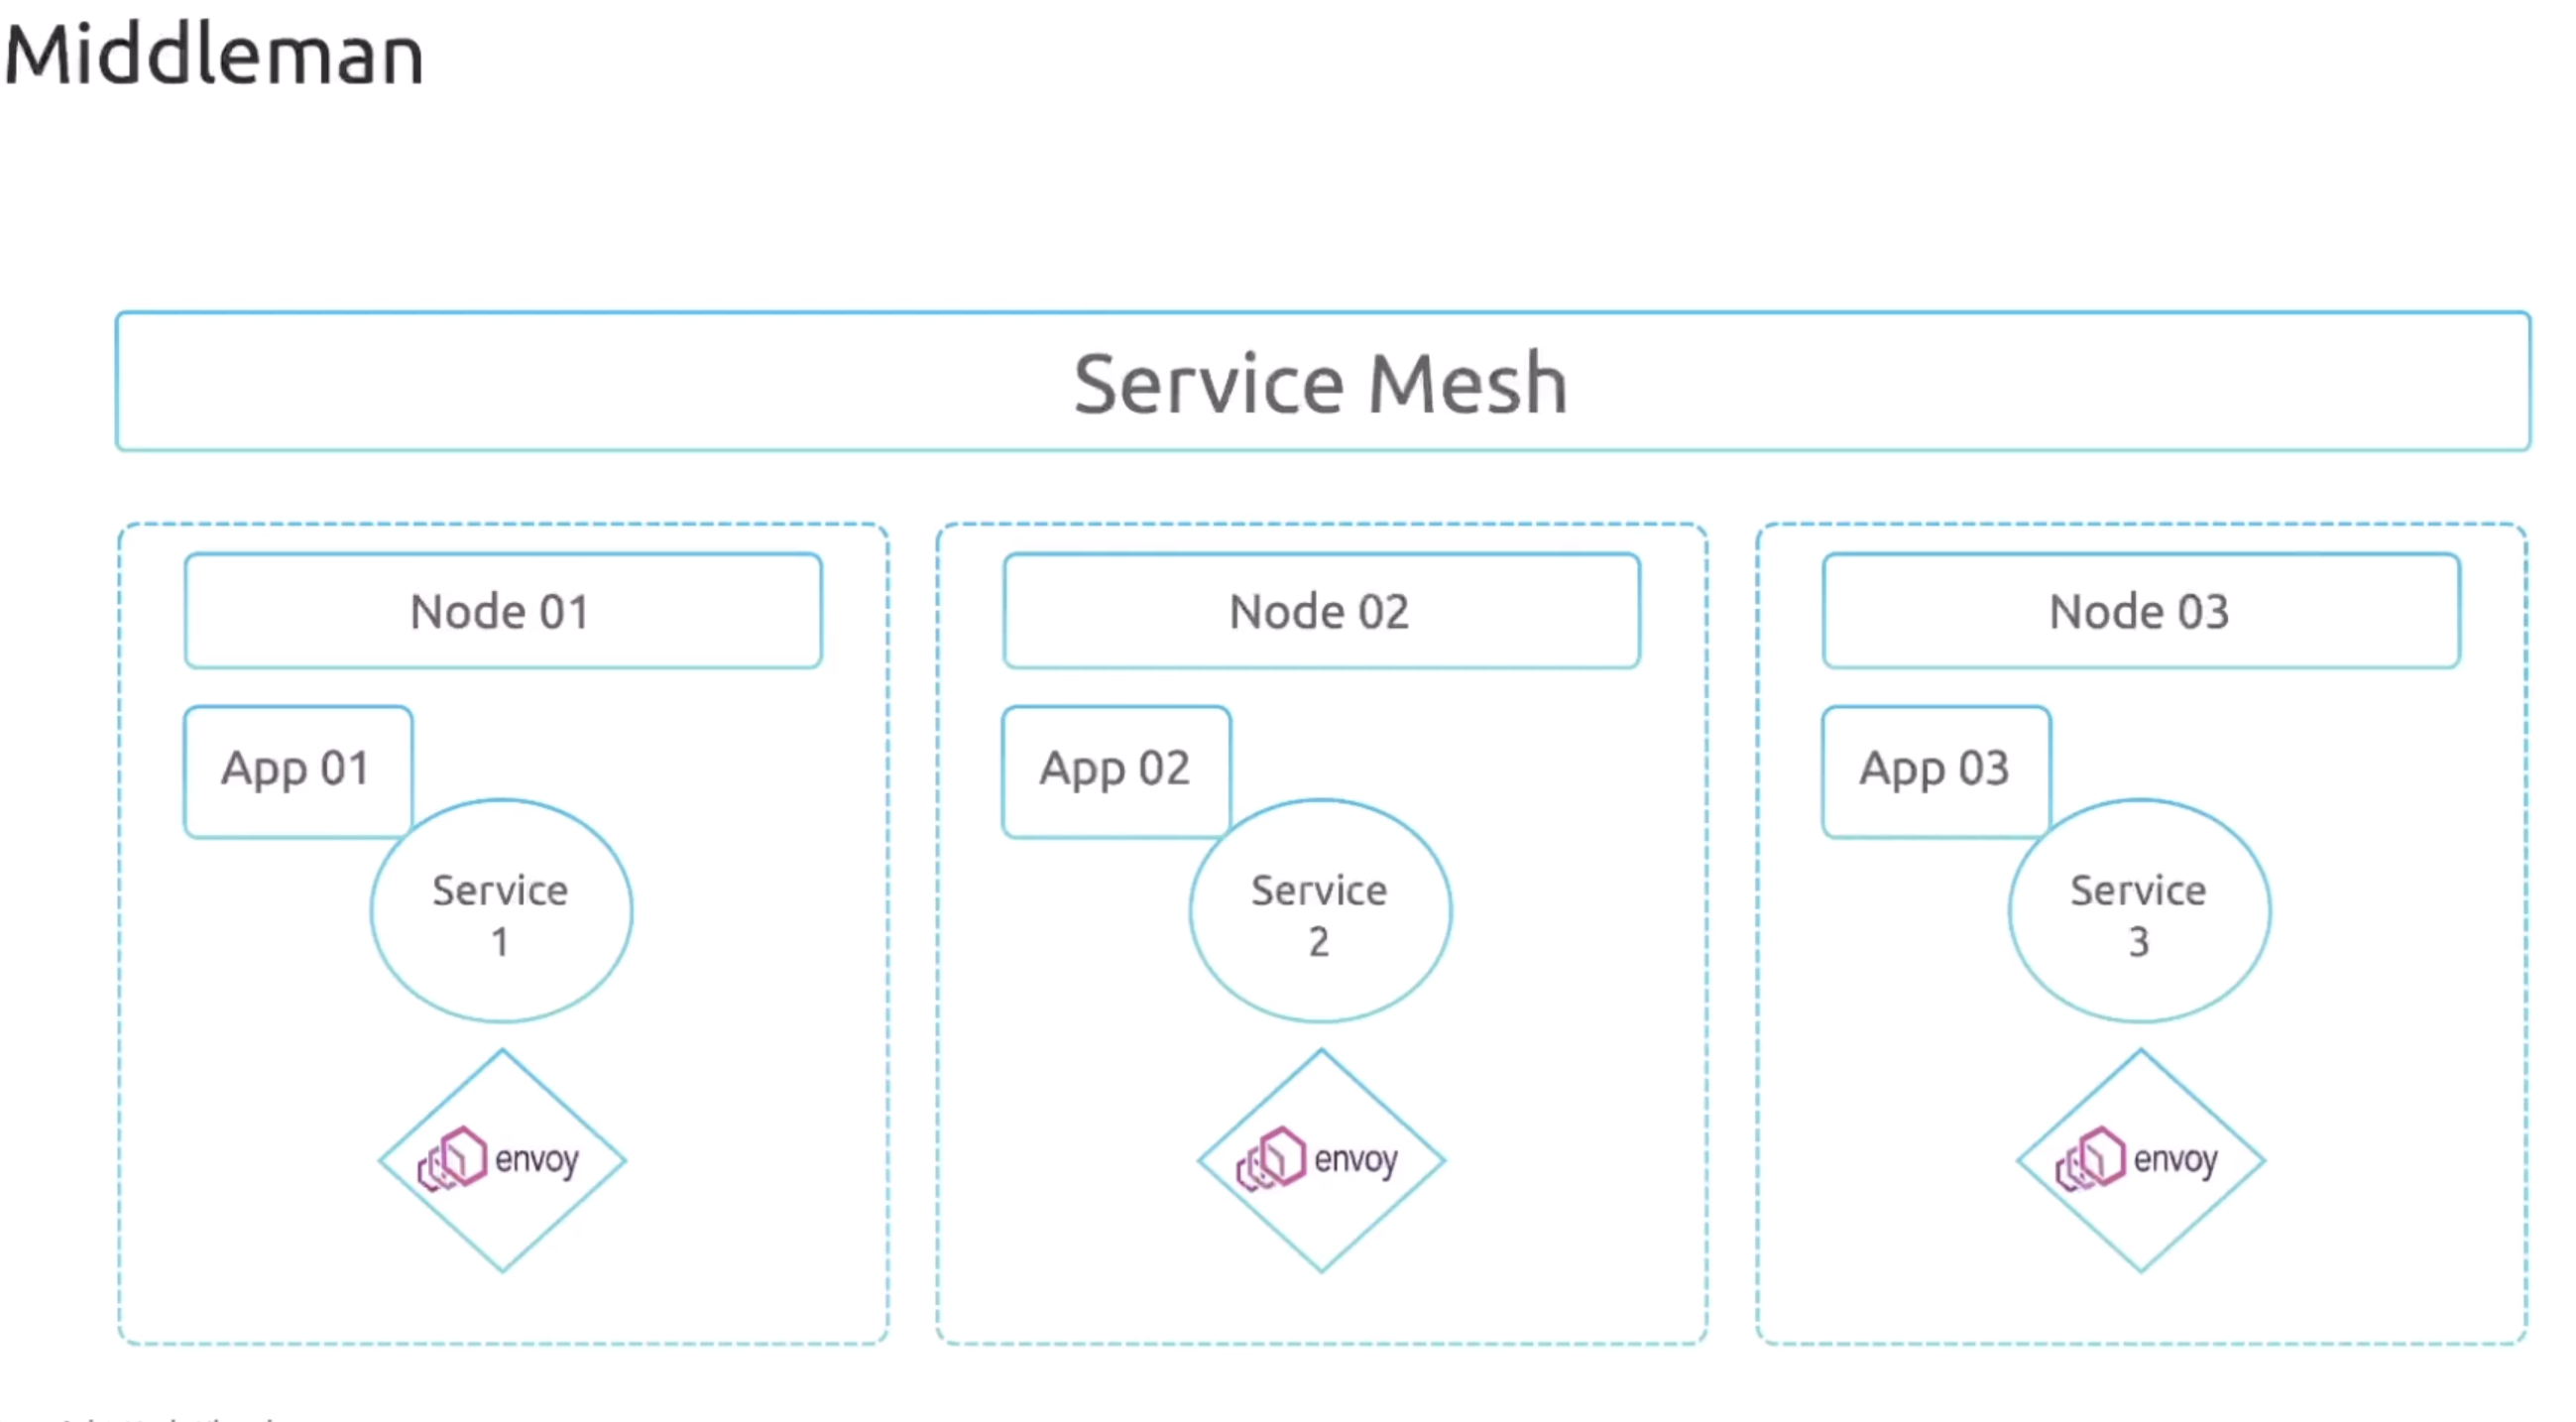 Middleman
Service Mesh
Node 01
App 01
Service
1
envoy
Node 02
App 02
Service
2
envoy
Node 03
App 03
Service
3
envoy